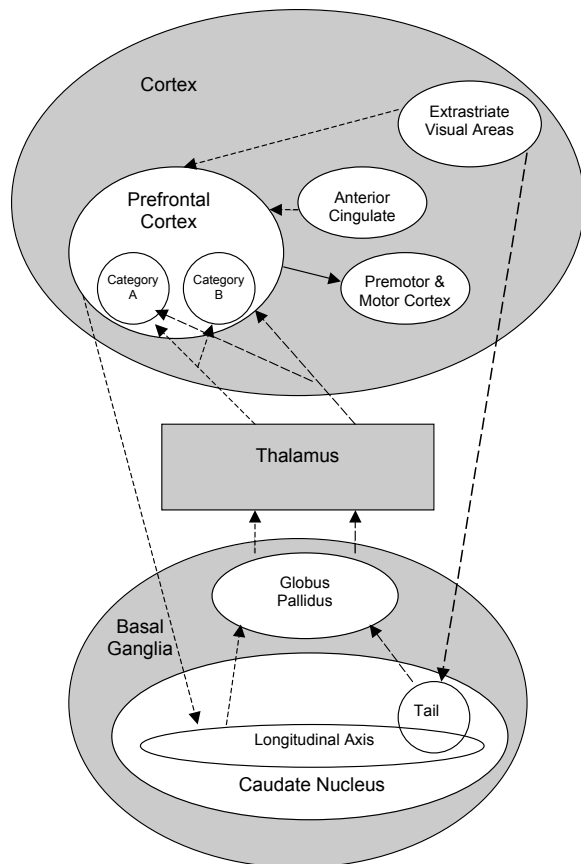 Cortex
Extrastriate
Visual Areas
Prefrontal
Cortex
Anterior
Cingulate
Category
A
Category
B
Premotor &
Motor Cortex
Thalamus
Globus
Pallidus
Basal
Ganglia
Tail
Longitudinal Axis
Caudate Nucleus